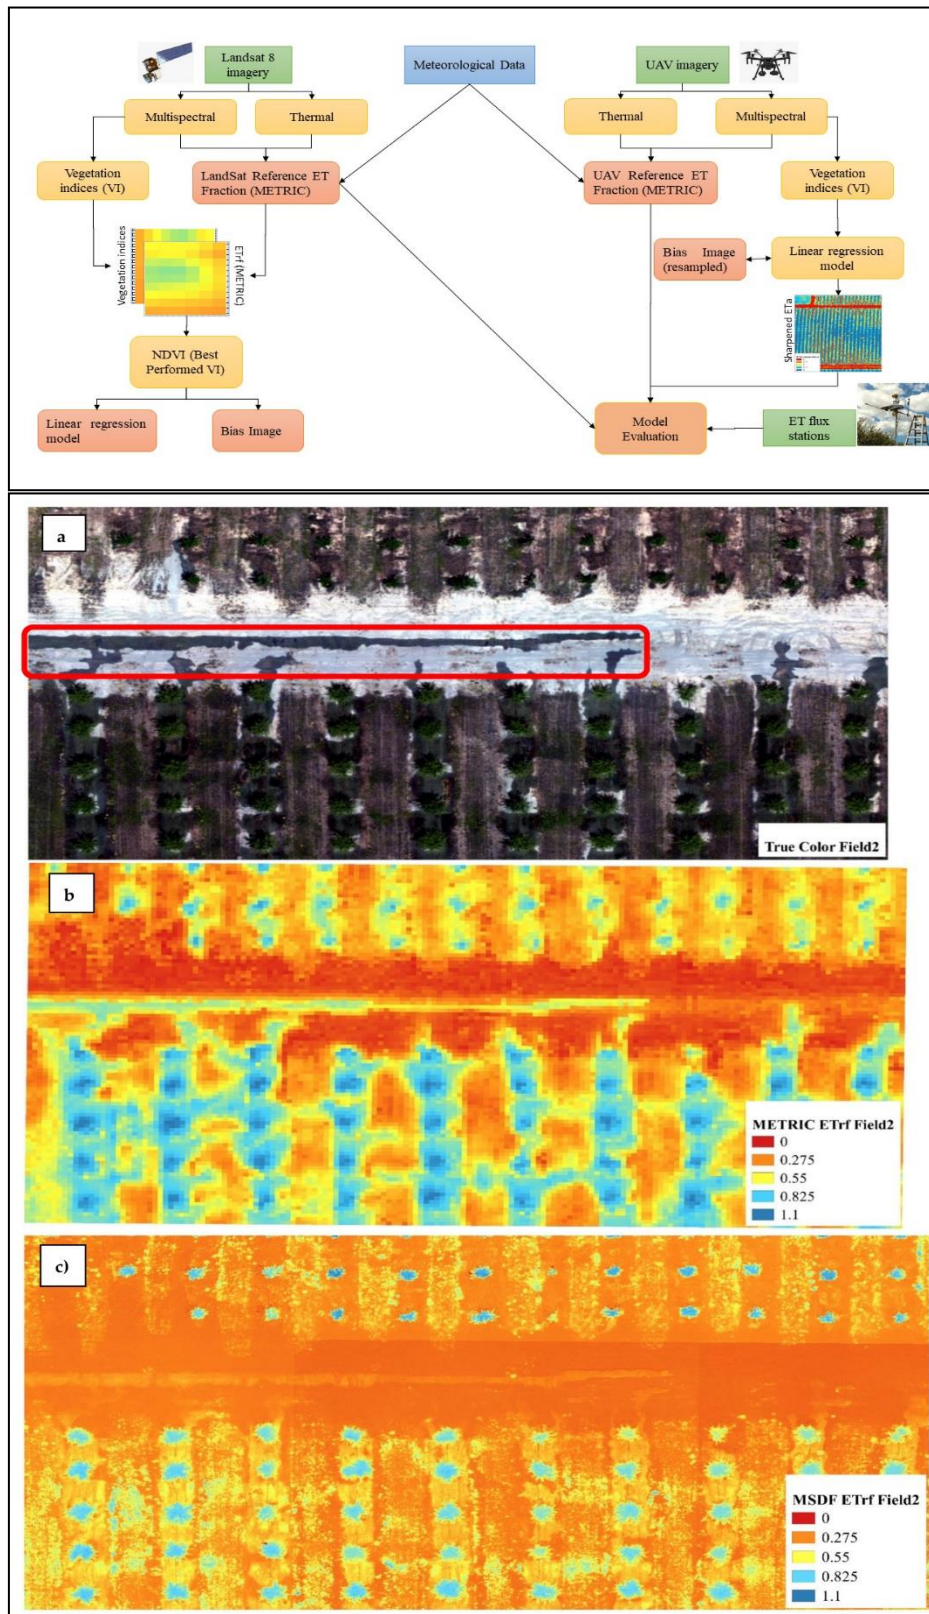 Landsat 8
imagery
Meteorological Data
UAV imagery
Multispectral
Thermal
Thermal
Multispectral
Vegetation
indices (VI)
LandSat Reference ET
Fraction (METRIC)
UAV Reference ET
Fraction (METRIC)
Vegetation
indices (VI)
Vegetation indices
ETrf
(METRIC)
Bias Image
(resampled)
Linear regression
model
Sharpened ETa
NDVI (Best
Performed VI)
Linear regression
model
Bias Image
Model
Evaluation
ET flux
stations
a
True Color Field2
b
METRIC ETrf Field2
0
0.275
0.55
0.825
1.1
c)
MSDF ETrf Field2
0
0.275
0.55
0.825
1.1